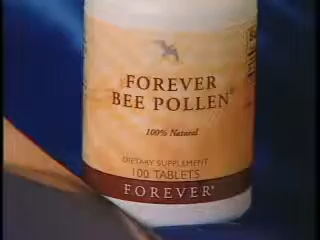 FOREVER
BEE POLLEN®
100% Natural
DIETARY SUPPLEMENT
100 TABLETS
FOREVER®